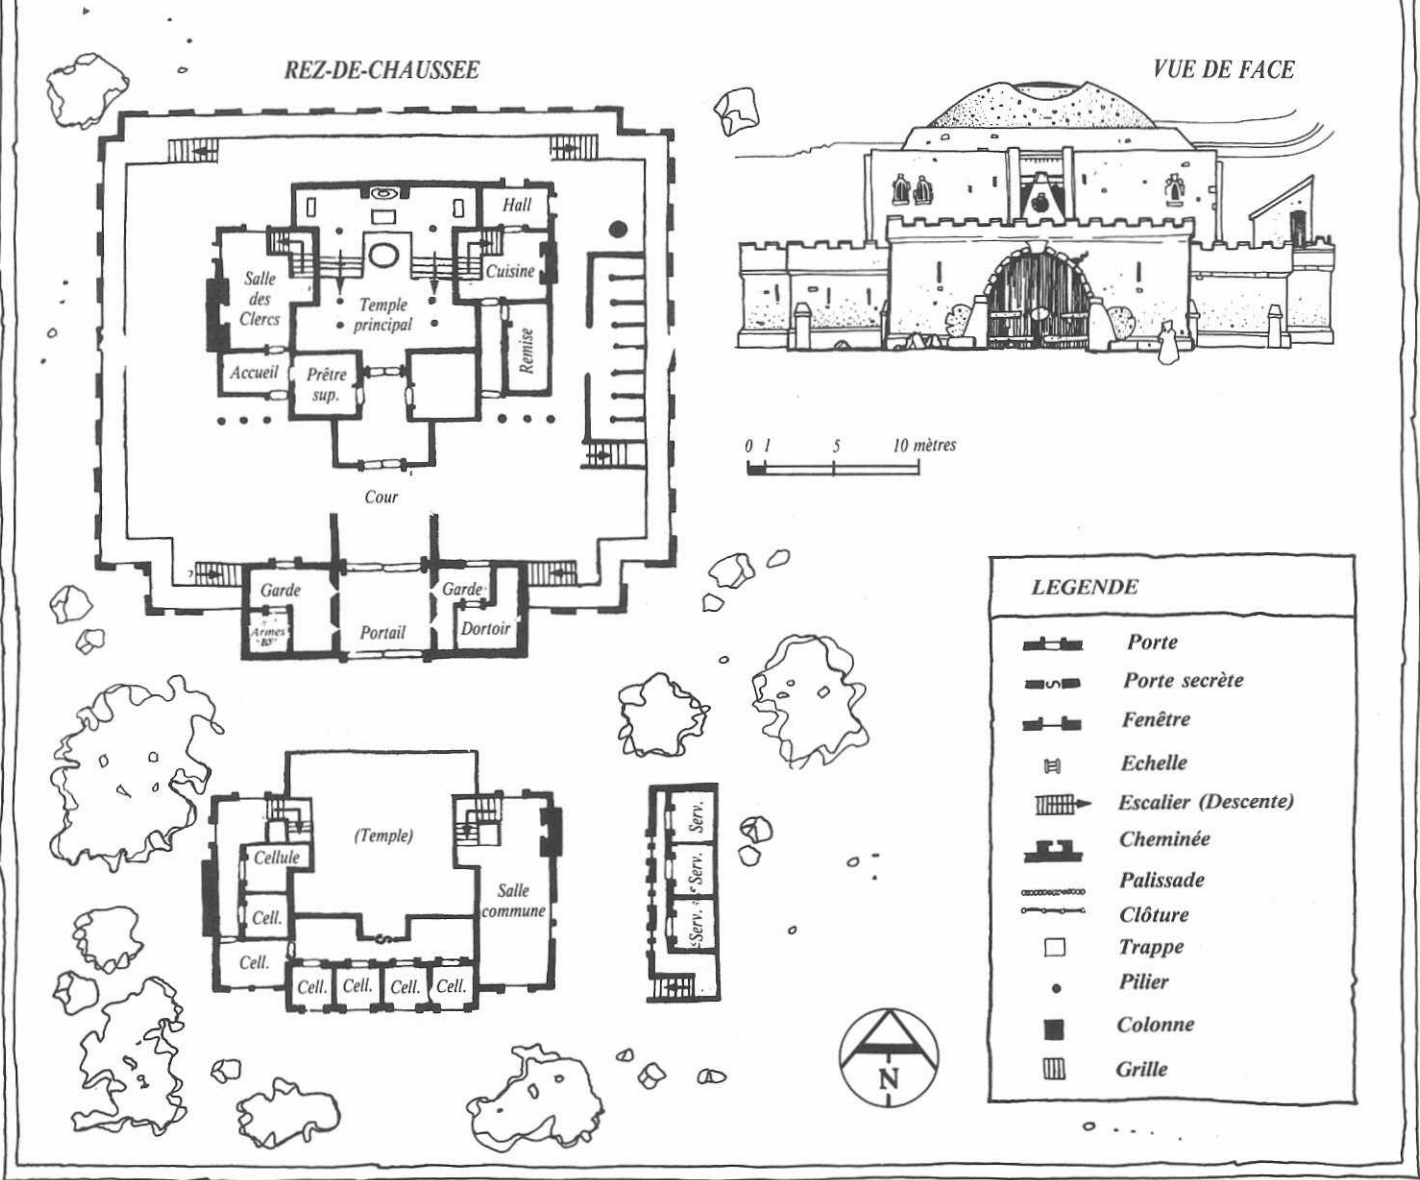 REZ-DE-CHAUSSEE
VUE DE FACE
Hall
Salle
des
Clercs
Cuisine
Temple
principal
Remise
Accueil
Prêtre
sup.
0 1 5 10 mètres
Cour
Garde
Garde
Armes
Portail
Dortoir
LEGENDE
Porte
Porte secrète
Fenêtre
Echelle
Escalier (Descente)
Cheminée
Palissade
Clôture
Trappe
Pilier
Colonne
Grille
(Temple)
Cellule
Cell.
Cell.
Salle
commune
Cell.
Cell.
Cell.
Cell.
Serv.
Serv.
Serv.
S
N